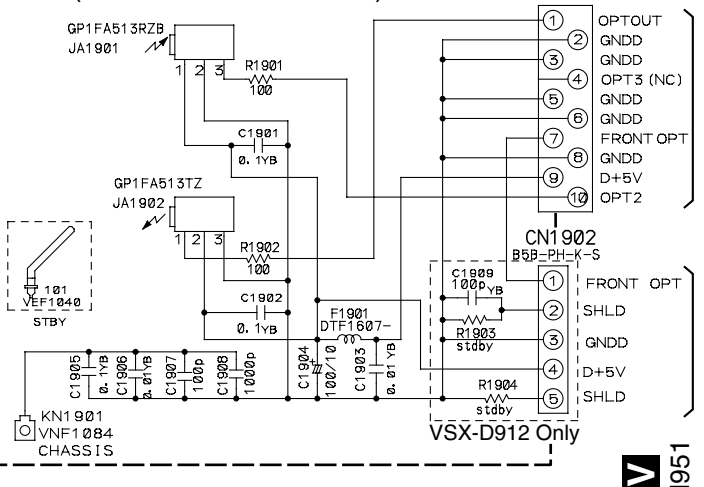 GP1FA513RZB
JA1901
1 2 3
R1901
100
C1901
0.1YB
GP1FA513TZ
JA1902
1 2 3
R1902
100
C1902
0.1YB
101
VEF1040
STBY
F1901
DTF1607-
C1905
0.1YB
C1906
0.01YB
C1907
100p
C1908
1000p
C1904
100/10
C1903
0.01YB
KN1901
VNF1084
CHASSIS
1 OPTOUT
2 GNDD
3 GNDD
4 OPT3 (NC)
5 GNDD
6 GNDD
7 FRONT OPT
8 GNDD
9 D+5V
10 OPT2
CN1902
B5B-PH-K-S
C1909
100p YB
R1903
stdby
R1904
stdby
1 FRONT OPT
2 SHLD
3 GNDD
4 D+5V
5 SHLD
VSX-D912 Only
V